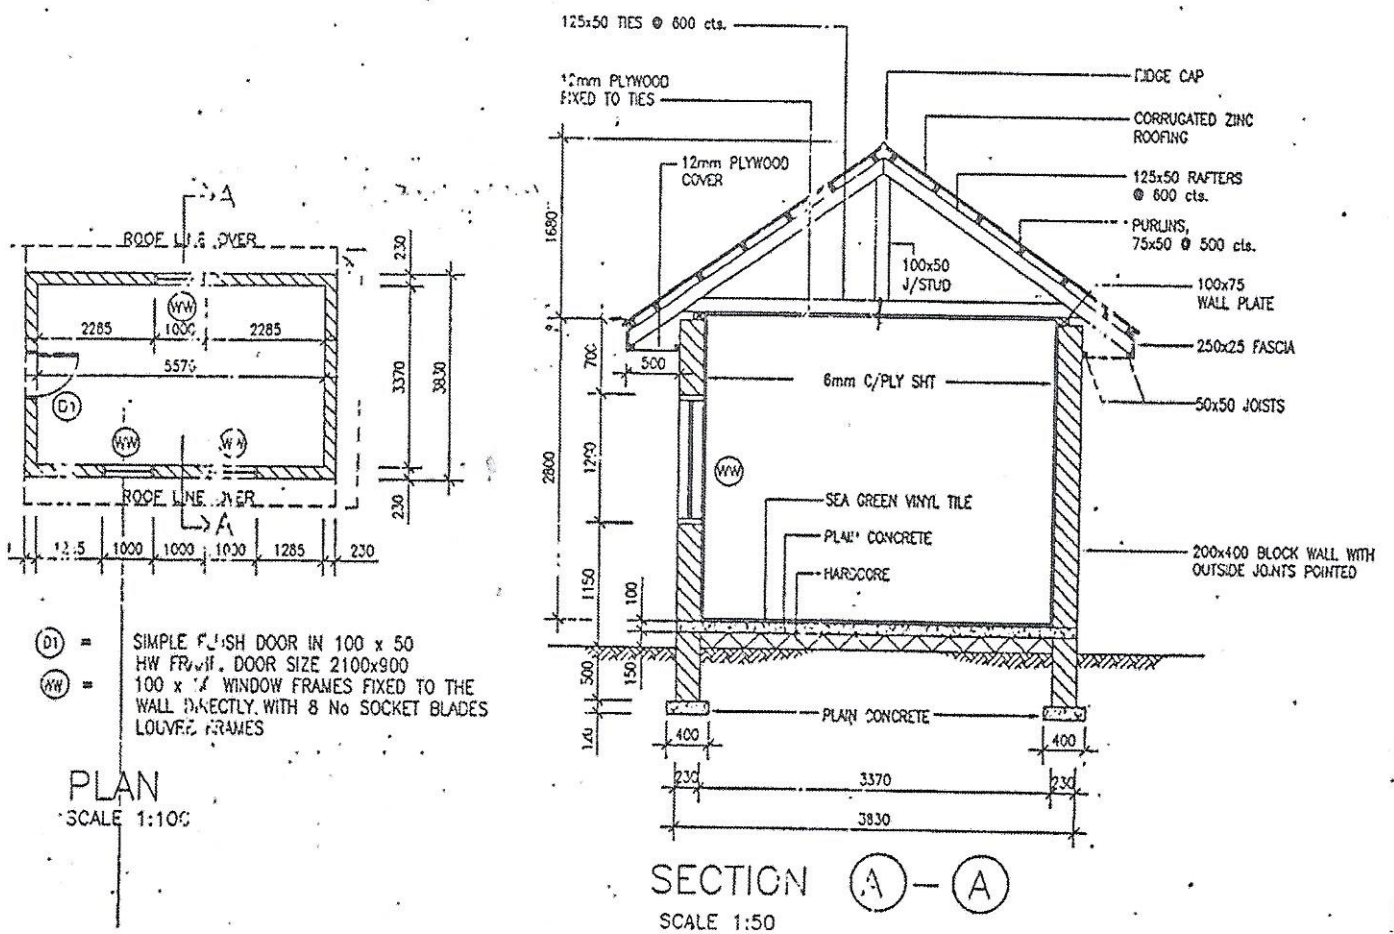 125x50 TIES @ 600 cts.
12mm PLYWOOD
FIXED TO TIES
12mm PLYWOOD
COVER
RIDGE CAP
CORRUGATED ZINC
ROOFING
125x50 RAFTERS
@ 600 cts.
PURLINS,
75x50 @ 500 cts.
100x50
J/STUD
100x75
WALL PLATE
250x25 FASCIA
50x50 JOISTS
1680
2800
700
1200
1150
500
120
100
150
500
6mm C/PLY SHT
WW
SEA GREEN VINYL TILE
PLAIN CONCRETE
HARDCORE
200x400 BLOCK WALL WITH
OUTSIDE JOINTS POINTED
PLAIN CONCRETE
400
400
230
3370
230
3830
SECTION A - A
SCALE 1:50
A
ROOF LINE OVER
WW
2285
1000
2285
5570
D1
WW
WW
230
3370
3830
230
ROOF LINE OVER
A
1000
1000
1000
1285
230
D1 = SIMPLE FLUSH DOOR IN 100 x 50
HW FRAME. DOOR SIZE 2100x900
WW = 100 x WINDOW FRAMES FIXED TO THE
WALL DIRECTLY, WITH 8 No SOCKET BLADES
LOUVRE FRAMES
PLAN
SCALE 1:100